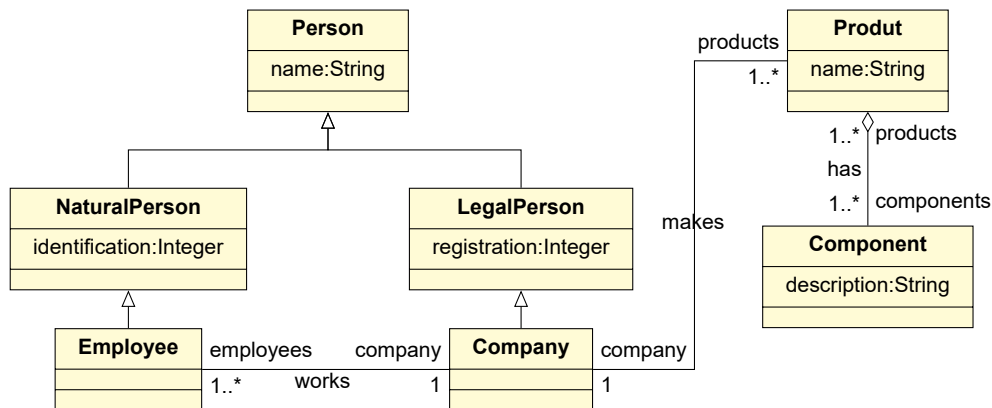 Person
name:String
products
1..*
Produt
name:String
1..* products
has
1..* components
NaturalPerson
identification:Integer
LegalPerson
registration:Integer
makes
Component
description:String
Employee
employees
1..*
works
company
1
Company
company
1